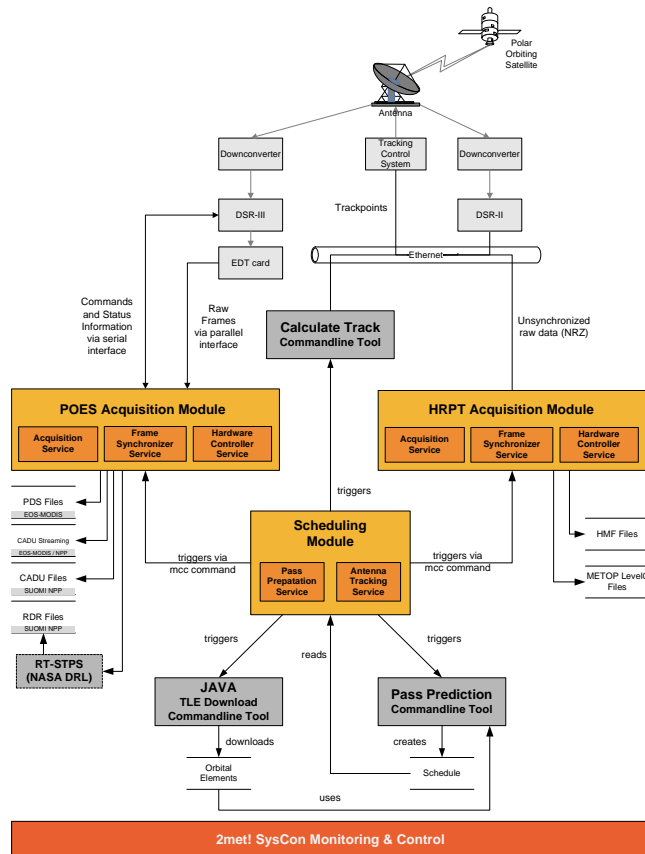 Polar
Orbiting
Satellite
Antenna
Downconverter
Tracking
Control
System
Downconverter
Trackpoints
DSR-III
DSR-II
EDT card
Ethernet
Commands
and Status
Information
via serial
interface
Raw
Frames
via parallel
interface
Calculate Track
Commandline Tool
Unsynchronized
raw data (NRZ)
POES Acquisition Module
Acquisition
Service
Frame
Synchronizer
Service
Hardware
Controller
Service
HRPT Acquisition Module
Acquisition
Service
Frame
Synchronizer
Service
Hardware
Controller
Service
triggers
PDS Files
EOS-MODIS
CADU Streaming
EOS-MODIS / NPP
CADU Files
SUOMI NPP
RDR Files
SUOMI NPP
RT-STPS
(NASA DRL)
triggers via
mcc command
Scheduling
Module
Pass
Prepatation
Service
Antenna
Tracking
Service
triggers via
mcc command
HMF Files
METOP Level0
Files
triggers
reads
triggers
JAVA
TLE Download
Commandline Tool
Pass Prediction
Commandline Tool
downloads
creates
Orbital
Elements
Schedule
uses
2met! SysCon Monitoring & Control